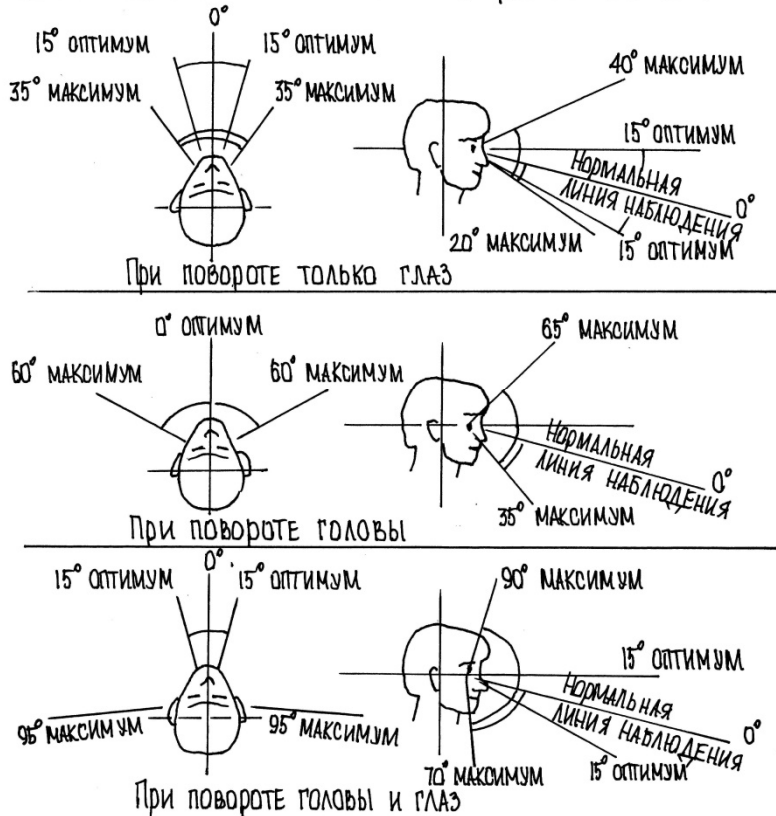 0°
15° ОПТИМУМ 15° ОПТИМУМ
35° МАКСИМУМ 35° МАКСИМУМ
40° МАКСИМУМ
15° ОПТИМУМ
НОРМАЛЬНАЯ
ЛИНИЯ НАБЛЮДЕНИЯ
0°
20° МАКСИМУМ
15° ОПТИМУМ
При повороте только глаз
0° ОПТИМУМ
60° МАКСИМУМ 60° МАКСИМУМ
65° МАКСИМУМ
НОРМАЛЬНАЯ
ЛИНИЯ НАБЛЮДЕНИЯ
0°
35° МАКСИМУМ
При повороте головы
0°
15° ОПТИМУМ 15° ОПТИМУМ
95° МАКСИМУМ 95° МАКСИМУМ
90° МАКСИМУМ
15° ОПТИМУМ
НОРМАЛЬНАЯ
ЛИНИЯ НАБЛЮДЕНИЯ
0°
70° МАКСИМУМ
15° ОПТИМУМ
При повороте головы и глаз